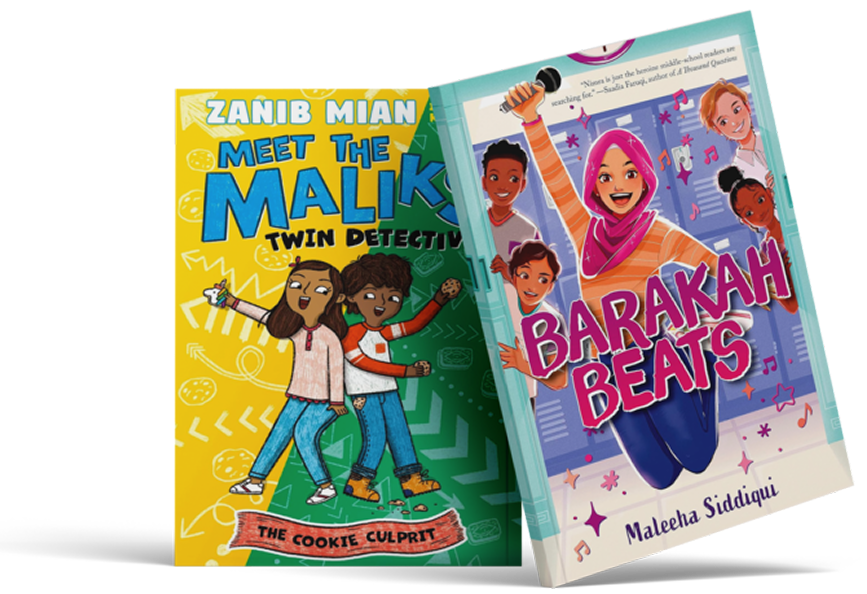 ZANIB MIAN
MEET THE
MALIKS
TWIN DETECTIV
THE COOKIE CULPRIT
"Nimra is just the heroine middle-school readers are
searching for." —Saadia Faruqi, author of A Thousand Questions
BARAKAH
BEATS
Maleeha Siddiqui